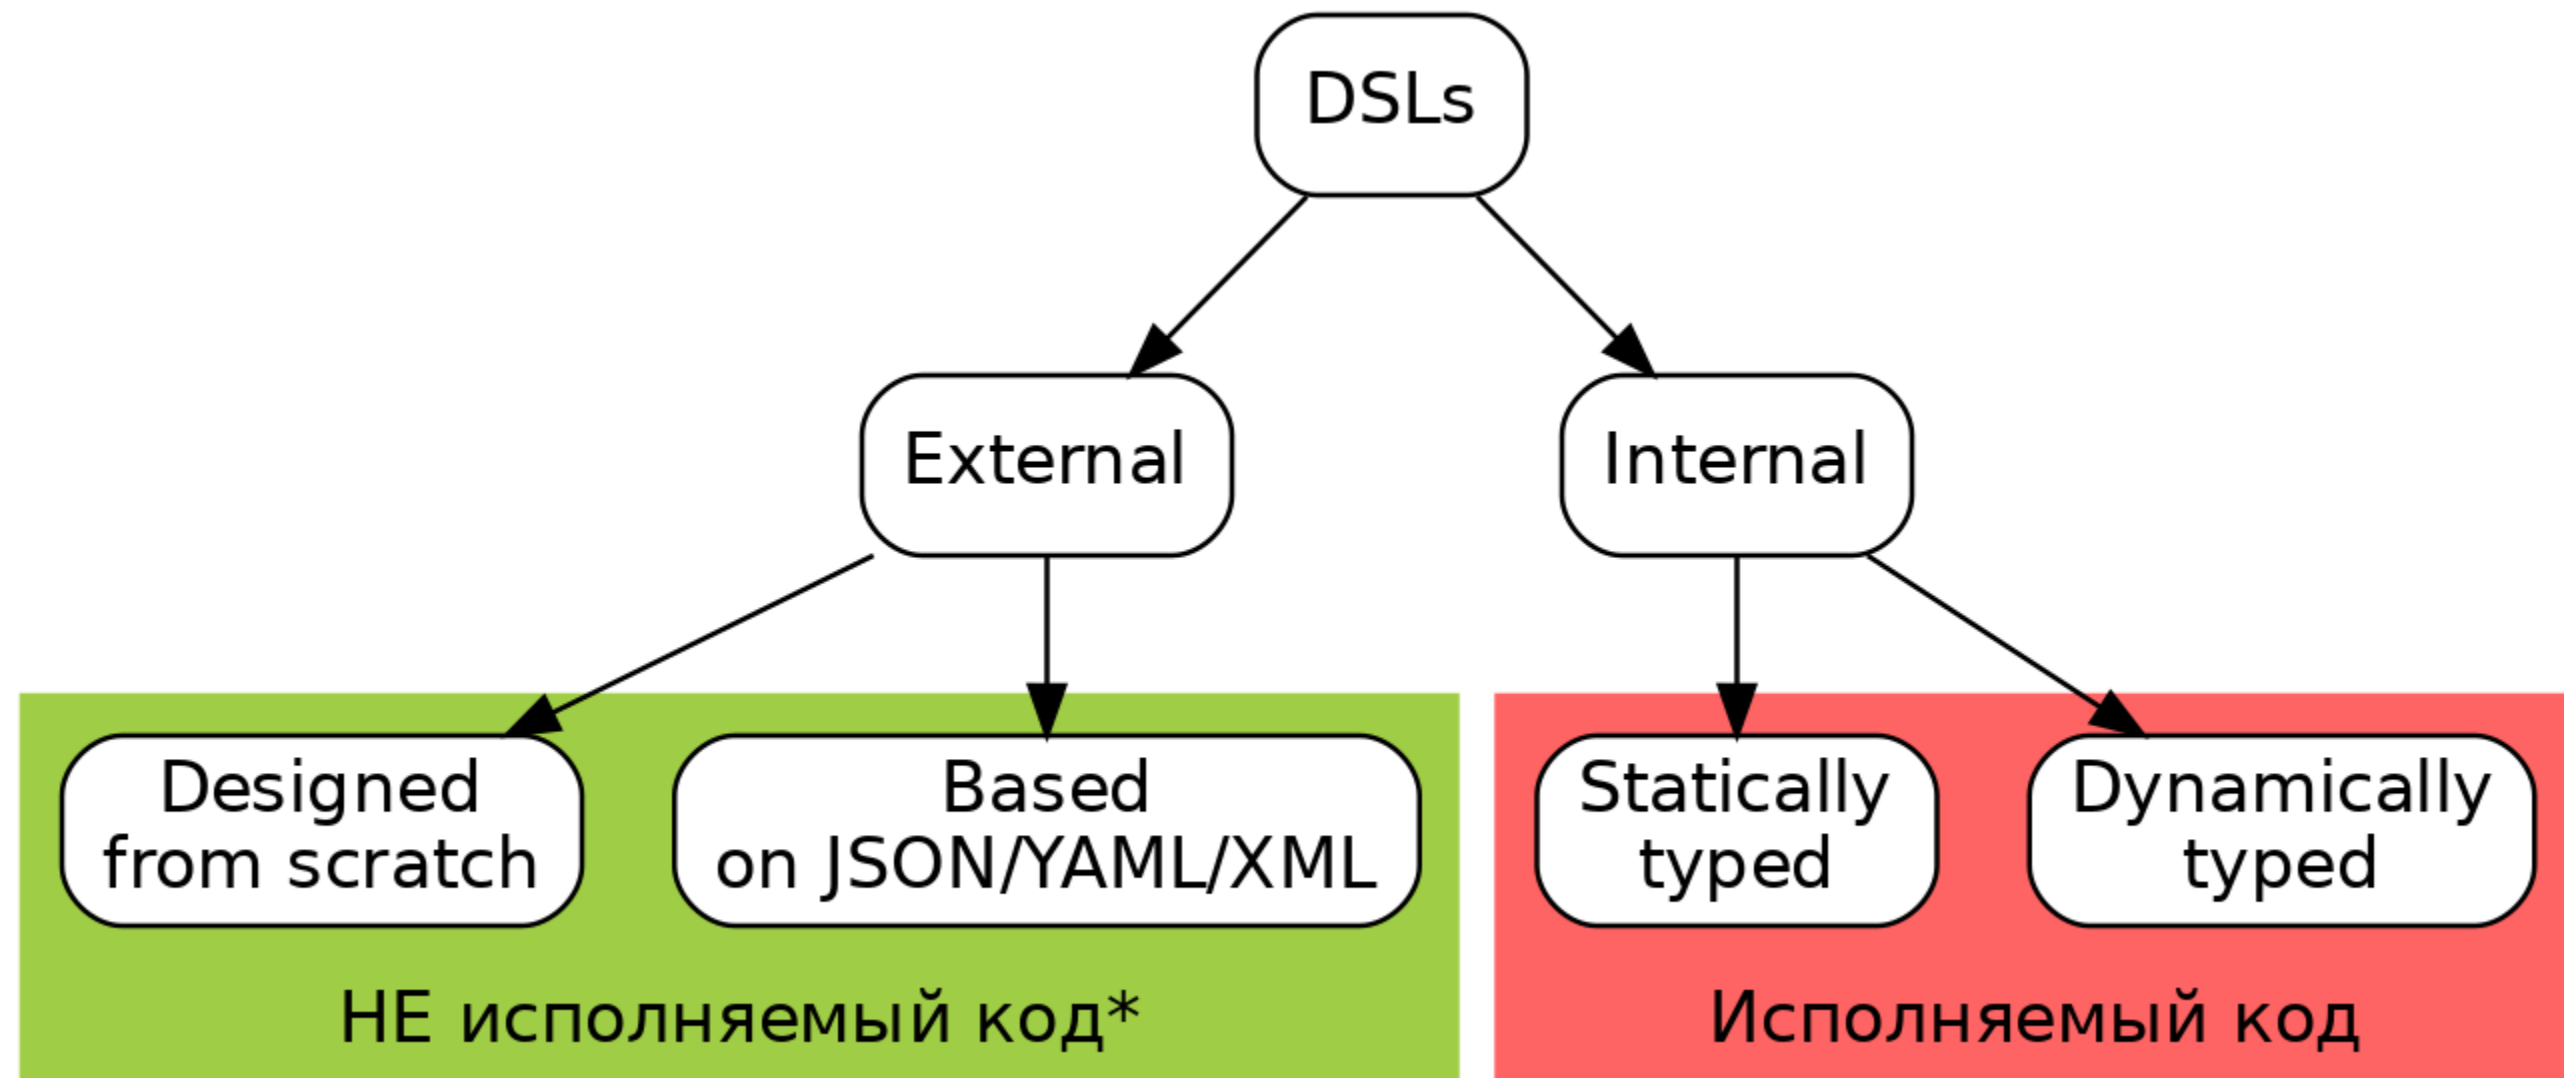 DSLs
External
Internal
Designed
from scratch
Based
on JSON/YAML/XML
Statically
typed
Dynamically
typed
НЕ исполняемый код*
Исполняемый код